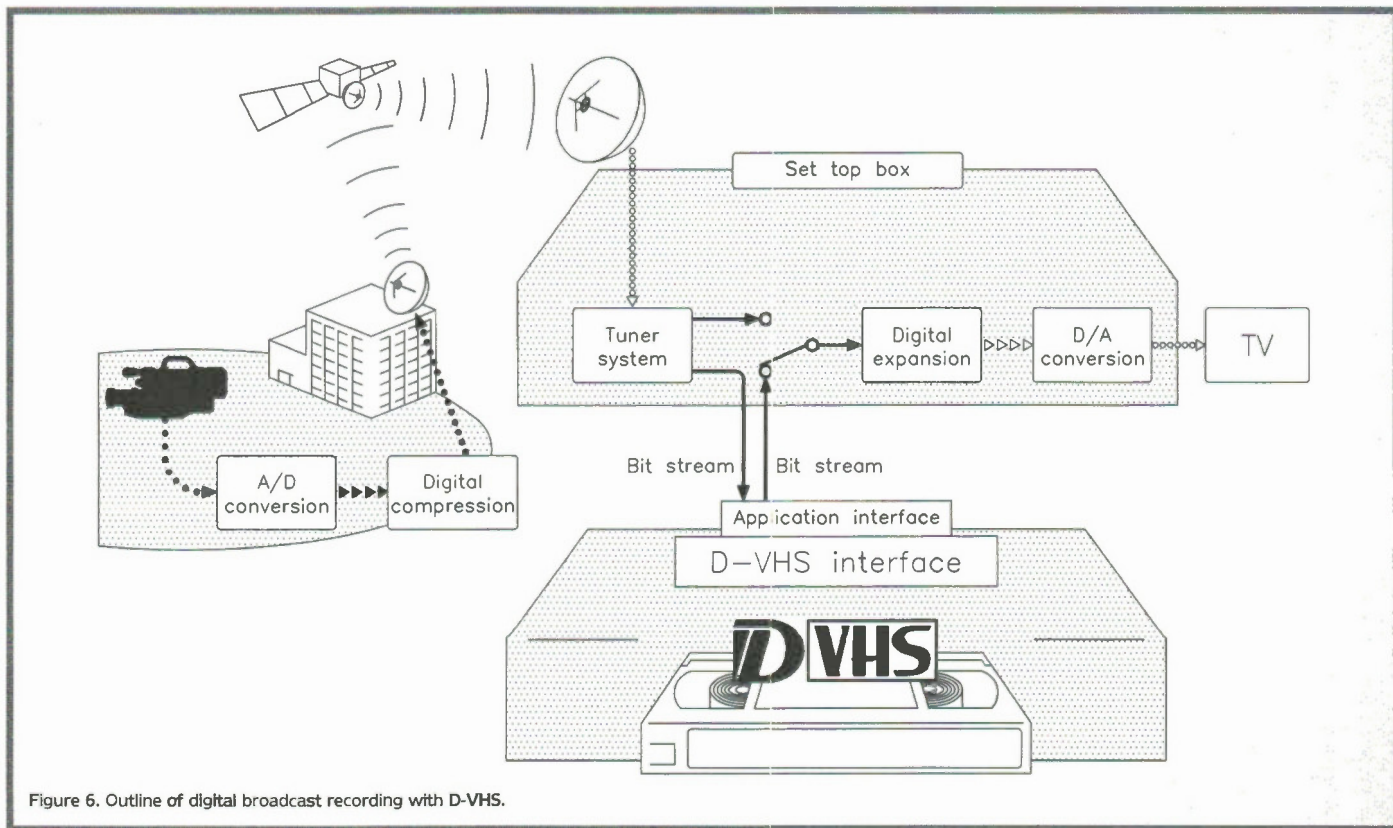 Set top box
Tuner
system
Digital
expansion
D/A
conversion
TV
A/D
conversion
Digital
compression
Bit stream
Bit stream
Application interface
D-VHS interface
D VHS
Figure 6. Outline of digital broadcast recording with D-VHS.